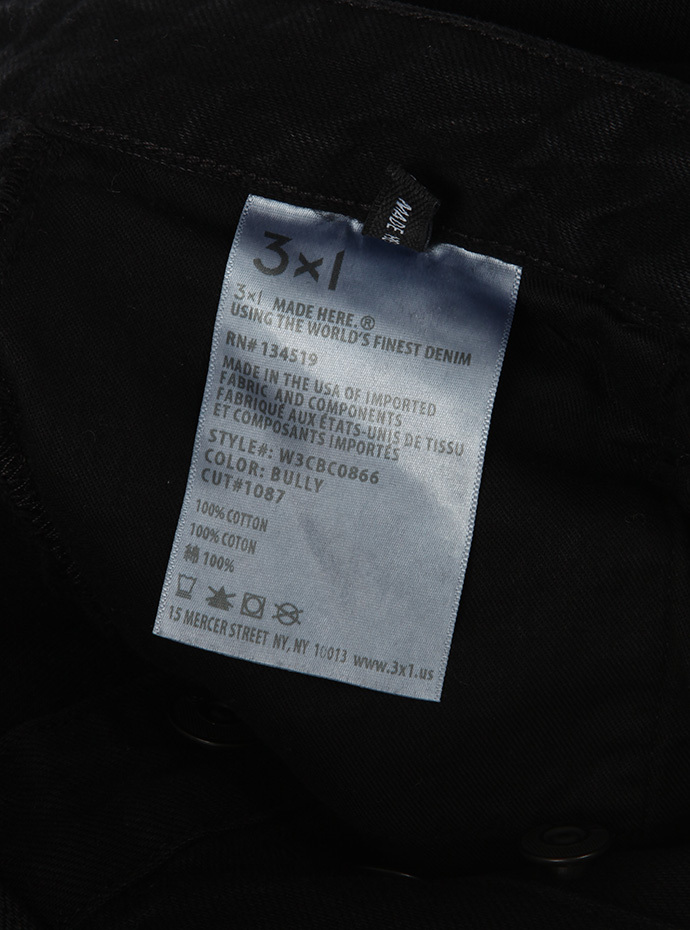 MADE
3×1
3×1 MADE HERE.®
USING THE WORLD'S FINEST DENIM
RN# 134519
MADE IN THE USA OF IMPORTED
FABRIC AND COMPONENTS
FABRIQUÉ AUX ÉTATS-UNIS DE TISSU
ET COMPOSANTS IMPORTÉS
STYLE#: W3CBC0866
COLOR: BULLY
CUT#1087
100% COTTON
100% COTON
綿 100%
15 MERCER STREET NY, NY 10013 www.3x1.us